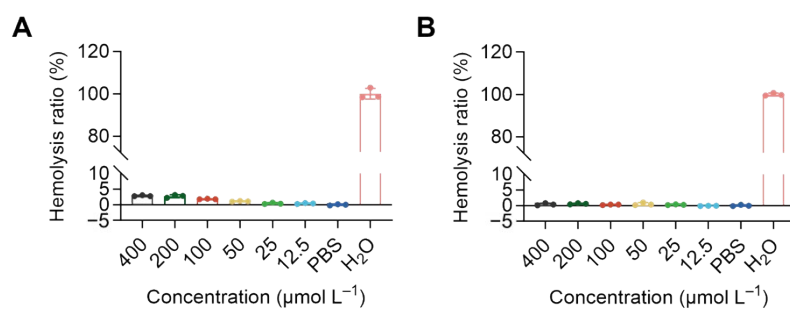 A
Hemolysis ratio (%)
120
100
80
10
5
0
−5
400
200
100
50
25
12.5
PBS
H₂O
Concentration (μmol L⁻¹)
B
Hemolysis ratio (%)
120
100
80
10
5
0
−5
400
200
100
50
25
12.5
PBS
H₂O
Concentration (μmol L⁻¹)